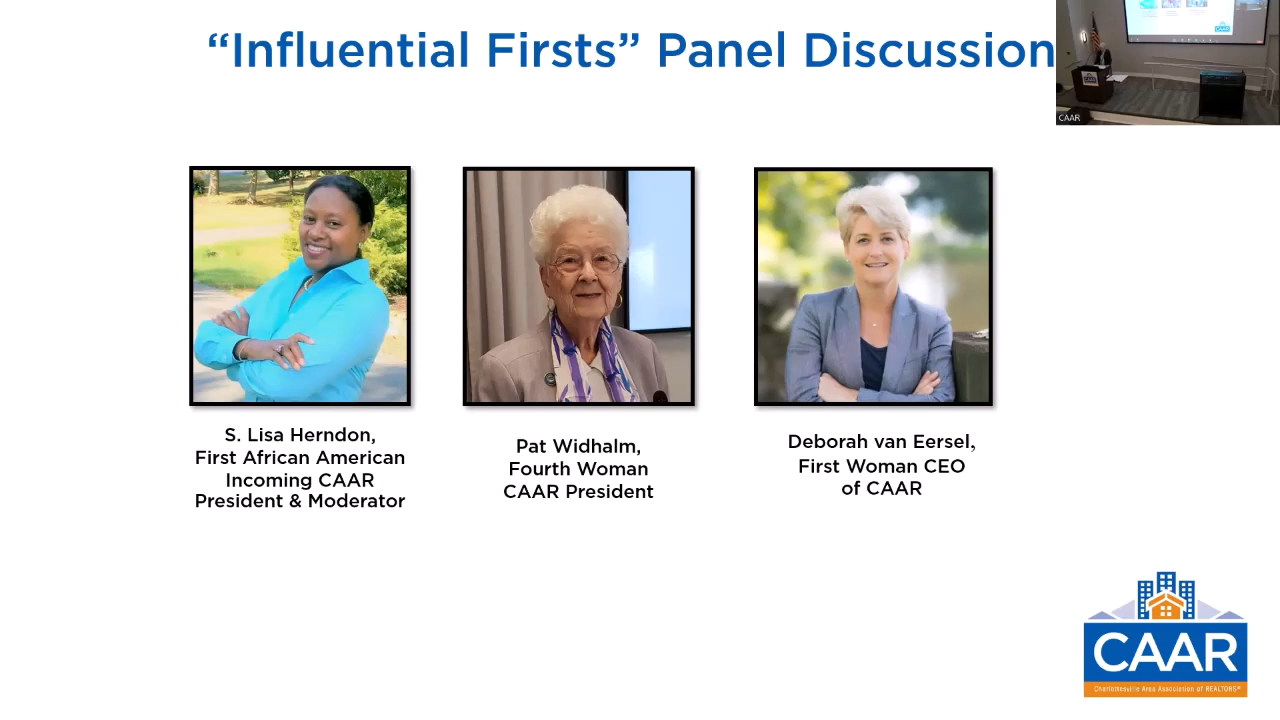 “Influential Firsts” Panel Discussion
CAAR
S. Lisa Herndon,
First African American
Incoming CAAR
President & Moderator
Pat Widhalm,
Fourth Woman
CAAR President
Deborah van Eersel,
First Woman CEO
of CAAR
CAAR
Charlottesville Area Association of REALTORS®